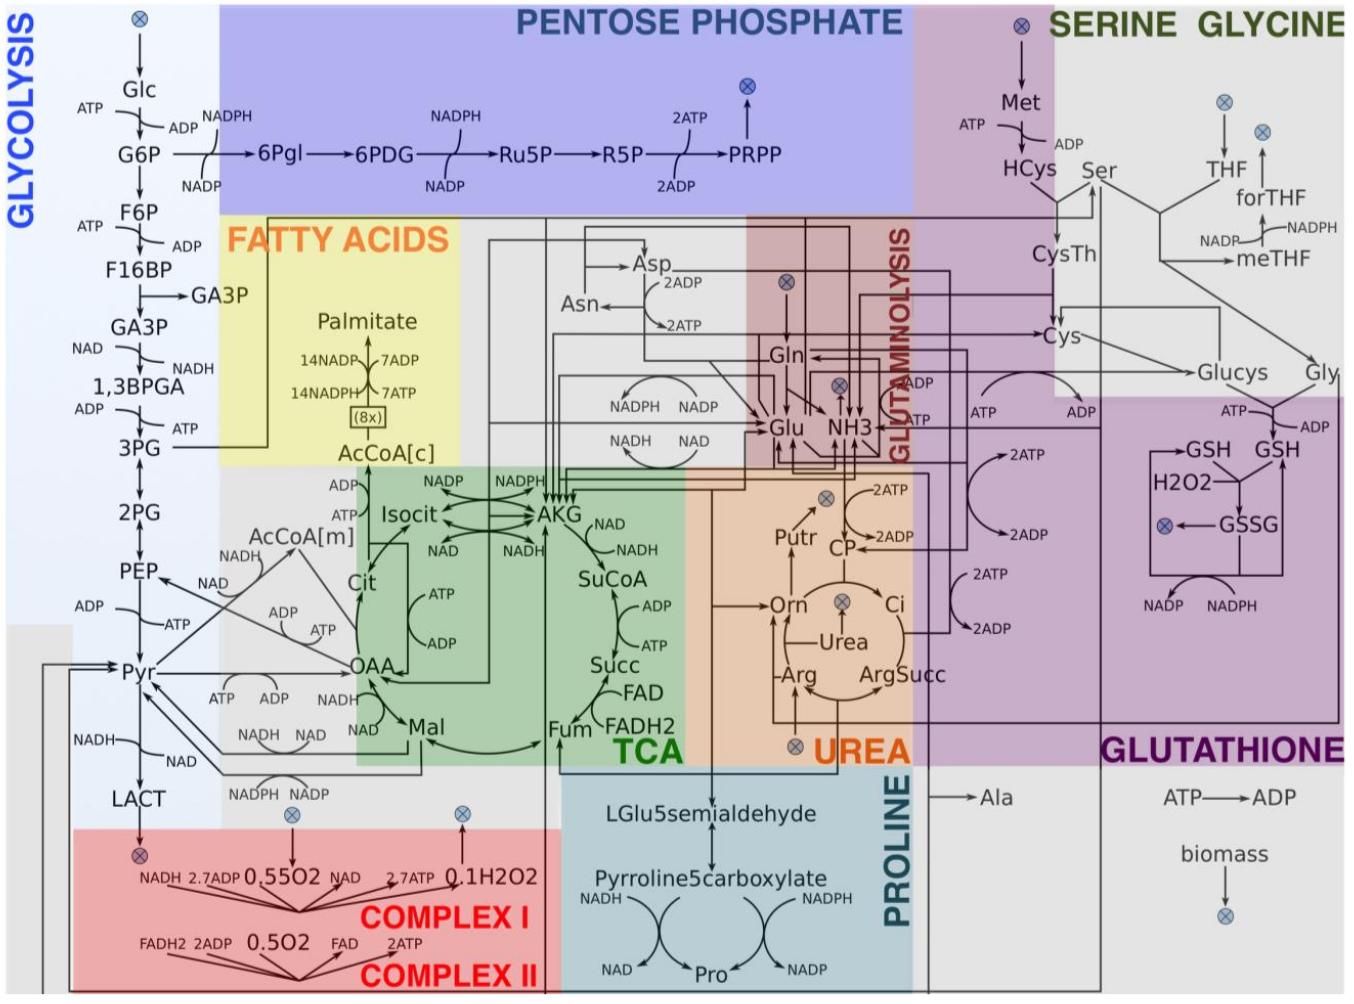 GLYCOLYSIS
PENTOSE PHOSPHATE
SERINE GLYCINE
Glc
ATP
ADP
NADPH
G6P
NADP
6Pgl
6PDG
NADPH
NADP
Ru5P
R5P
2ATP
2ADP
PRPP
Met
ATP
ADP
HCys
Ser
THF
forTHF
NADP
NADPH
meTHF
CysTh
Cys
Glucys
Gly
F6P
ATP
ADP
F16BP
GA3P
GA3P
NAD
NADH
1,3BPGA
ADP
ATP
3PG
2PG
PEP
ADP
ATP
Pyr
NADH
NAD
LACT
FATTY ACIDS
Palmitate
14NADP
7ADP
14NADPH
7ATP
(8x)
AcCoA[c]
ADP
ATP
Asp
2ADP
Asn
2ATP
NADPH
NADP
NADH
NAD
GLUTAMINOLYSIS
Gln
Glu
NH3
ADP
ATP
ATP
ADP
ATP
ADP
GSH
GSH
H2O2
GSSG
NADP
NADPH
GLUTATHIONE
2ATP
2ADP
2ATP
2ADP
AcCoA[m]
NADH
NAD
ADP
ATP
ATP
ADP
NADH
NAD
NADPH
NADP
NADP
NADPH
Isocit
AKG
NAD
NADH
NAD
NADH
Cit
SuCoA
ATP
ADP
ADP
ATP
OAA
Succ
NADH
NAD
FAD
FADH2
Mal
Fum
TCA
Putr
2ATP
2ADP
CP
Orn
Ci
Urea
Arg
ArgSucc
UREA
PROLINE
LGlu5semialdehyde
Pyrroline5carboxylate
NADH
NADPH
NAD
NADP
Pro
Ala
ATP
ADP
biomass
NADH 2.7ADP 0.55O2 NAD 2.7ATP 0.1H2O2
COMPLEX I
FADH2 2ADP 0.5O2 FAD 2ATP
COMPLEX II